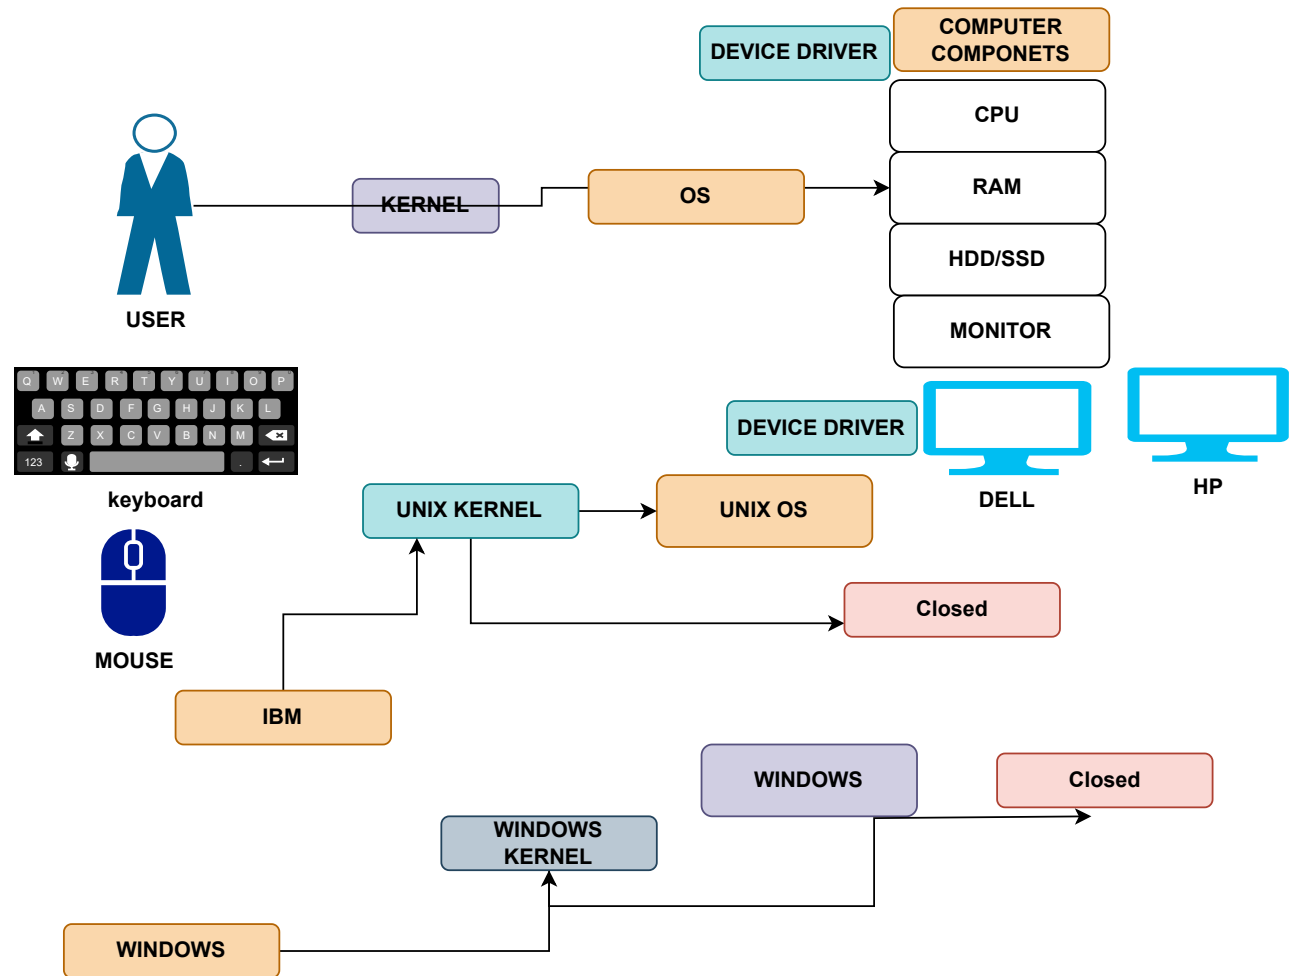 COMPUTER
COMPONETS
DEVICE DRIVER
CPU
KERNEL
OS
RAM
HDD/SSD
USER
MONITOR
Q W E R T Y U I O P
A S D F G H J K L
Z X C V B N M
123 .
DEVICE DRIVER
keyboard
DELL
HP
UNIX KERNEL
UNIX OS
Closed
MOUSE
IBM
WINDOWS
Closed
WINDOWS
KERNEL
WINDOWS